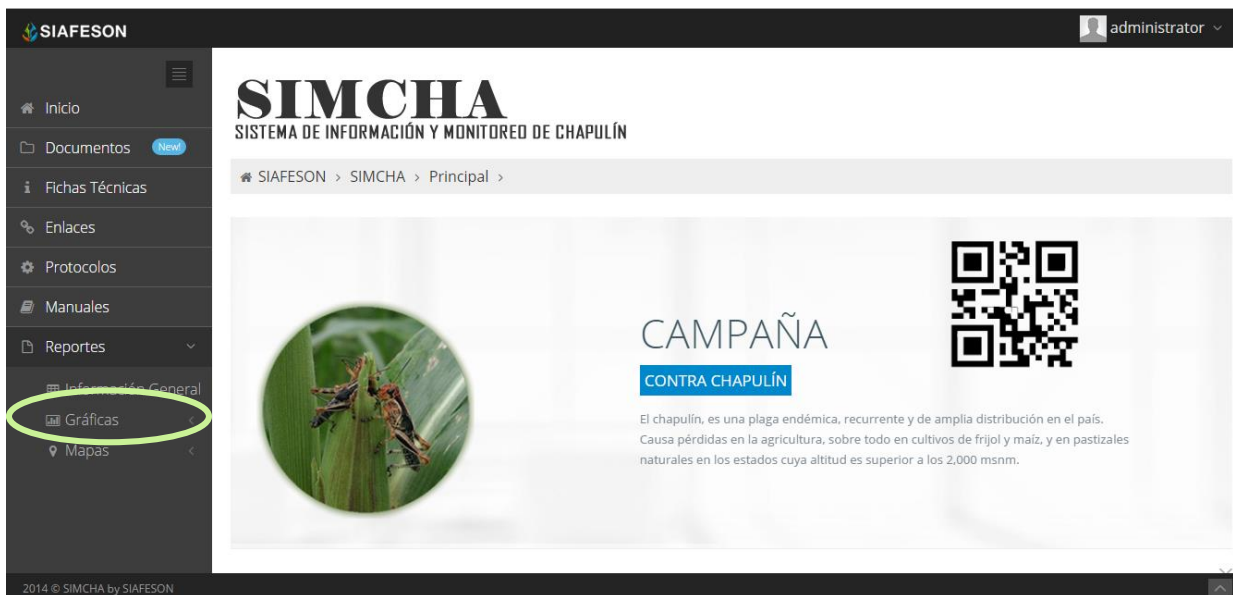 SIAFESON
administrator
Inicio
Documentos New!
Fichas Técnicas
Enlaces
Protocolos
Manuales
Reportes
Información General
Gráficas
Mapas
SIMCHA
SISTEMA DE INFORMACIÓN Y MONITOREO DE CHAPULÍN
SIAFESON > SIMCHA > Principal >
CAMPAÑA
CONTRA CHAPULÍN
El chapulín, es una plaga endémica, recurrente y de amplia distribución en el país.
Causa pérdidas en la agricultura, sobre todo en cultivos de frijol y maíz, y en pastizales
naturales en los estados cuya altitud es superior a los 2,000 msnm.
2014 © SIMCHA by SIAFESON